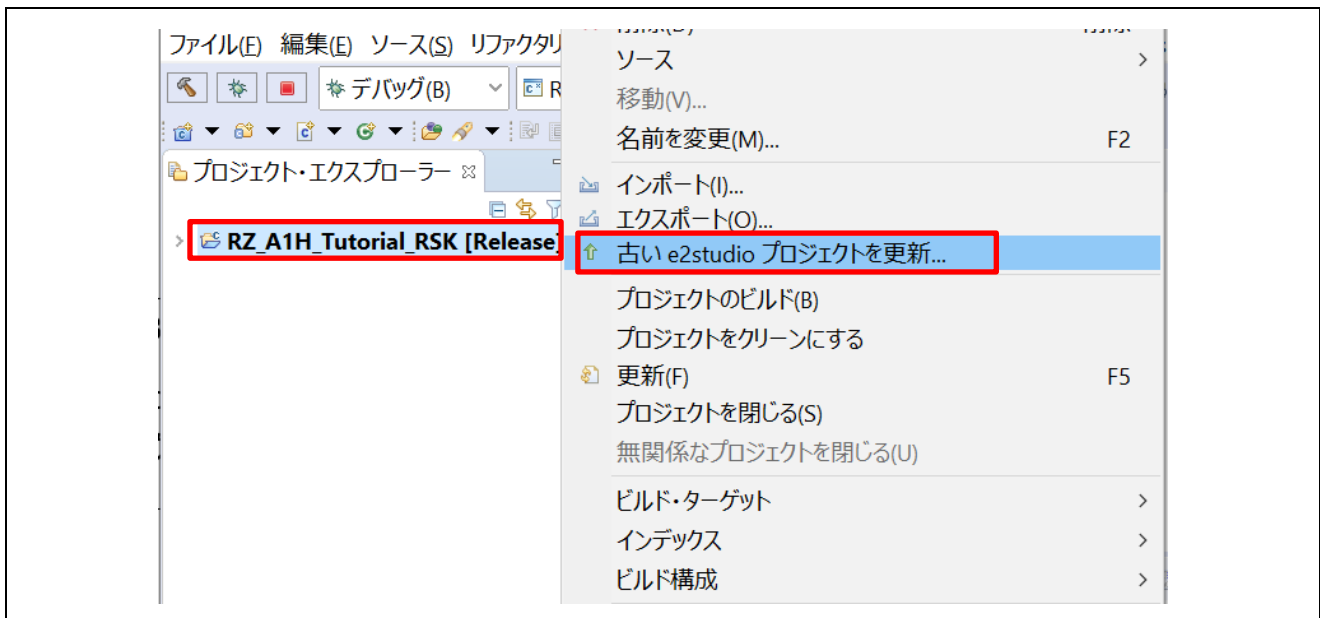 ファイル(F) 編集(E) ソース(S) リファクタリ
デバッグ(B)
R
プロジェクト・エクスプローラー
RZ_A1H_Tutorial_RSK [Release]
ソース
移動(V)...
名前を変更(M)... F2
インポート(I)...
エクスポート(O)...
古い e2studio プロジェクトを更新...
プロジェクトのビルド(B)
プロジェクトをクリーンにする
更新(F) F5
プロジェクトを閉じる(S)
無関係なプロジェクトを閉じる(U)
ビルド・ターゲット
インデックス
ビルド構成